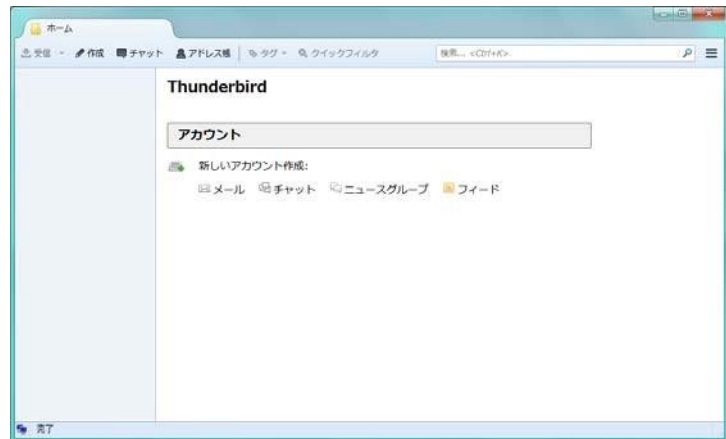 ホーム
受信 作成 チャット アドレス帳 タグ クイックフィルタ 検索... <Ctrl+K>
Thunderbird
アカウント
新しいアカウント作成:
メール チャット ニュースグループ フィード
完了